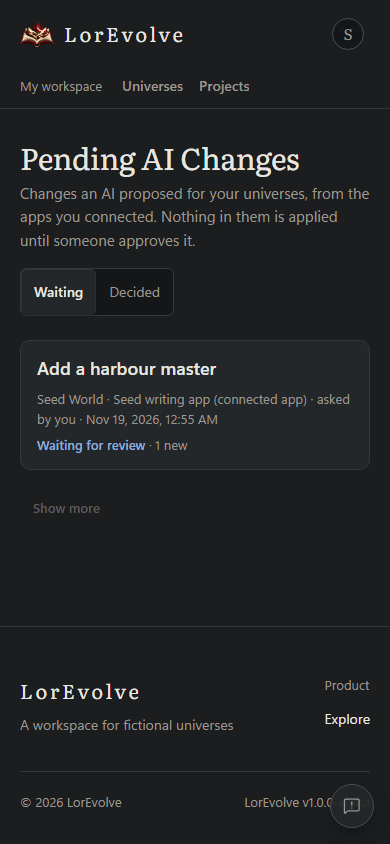 LorEvolve
S
My workspace
Universes
Projects
Pending AI Changes
Changes an AI proposed for your universes, from the
apps you connected. Nothing in them is applied
until someone approves it.
Waiting
Decided
Add a harbour master
Seed World · Seed writing app (connected app) · asked
by you · Nov 19, 2026, 12:55 AM
Waiting for review · 1 new
Show more
LorEvolve
A workspace for fictional universes
Product
Explore
© 2026 LorEvolve
LorEvolve v1.0.0